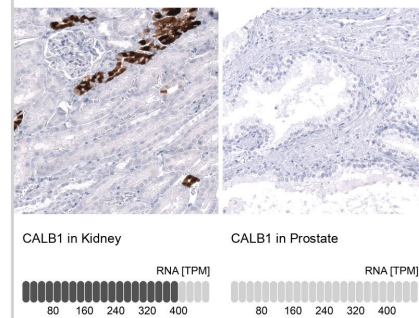 CALB1 in Kidney
CALB1 in Prostate
RNA [TPM]
RNA [TPM]
80 160 240 320 400
80 160 240 320 400